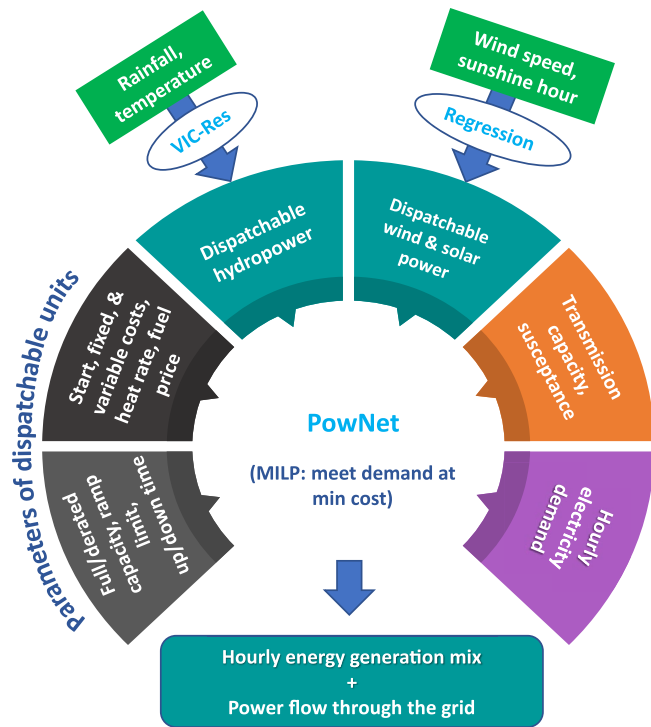 Rainfall,
temperature
Wind speed,
sunshine hour
VIC-Res
Regression
Dispatchable
hydropower
Dispatchable
wind & solar
power
Start, fixed, &
variable costs,
heat rate, fuel
price
Transmission
capacity,
susceptance
Parameters of dispatchable units
Full/derated
capacity, ramp
limit,
up/down time
Hourly
electricity
demand
PowNet
(MILP: meet demand at
min cost)
Hourly energy generation mix
+
Power flow through the grid